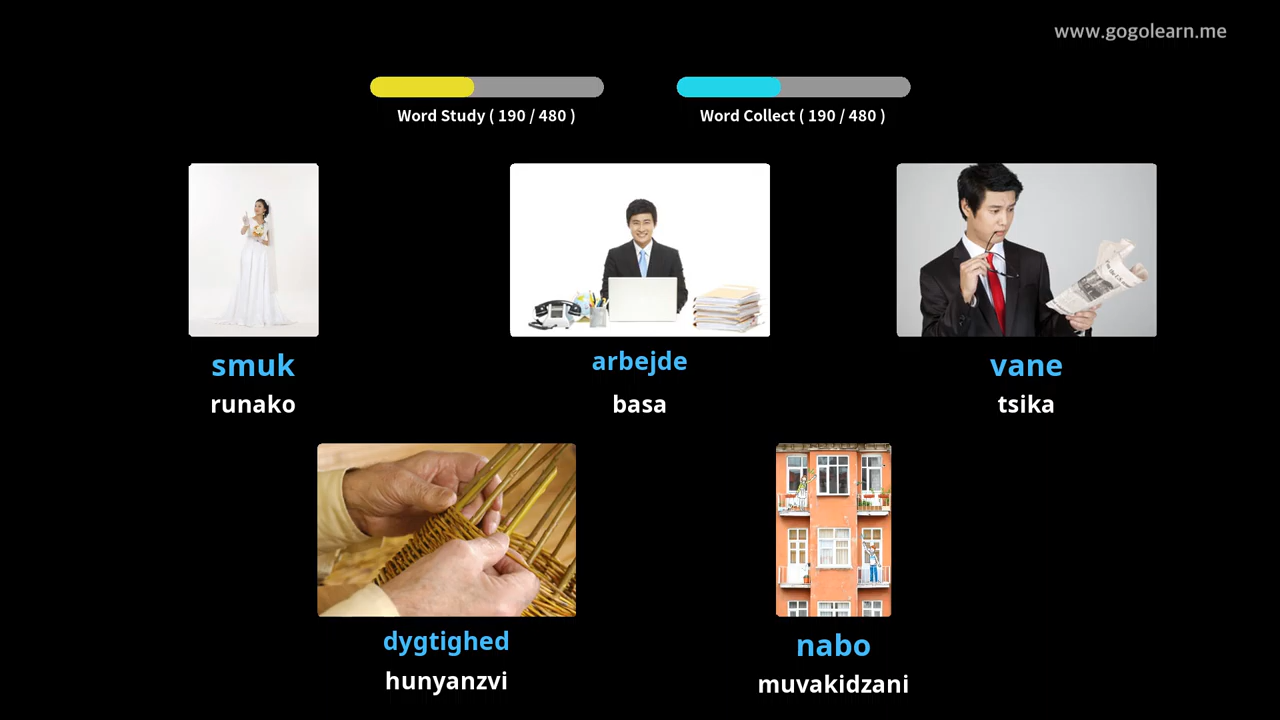 www.gogolearn.me
Word Study ( 190 / 480 )
Word Collect ( 190 / 480 )
smuk
runako
arbejde
basa
vane
tsika
dygtighed
hunyanzvi
nabo
muvakidzani